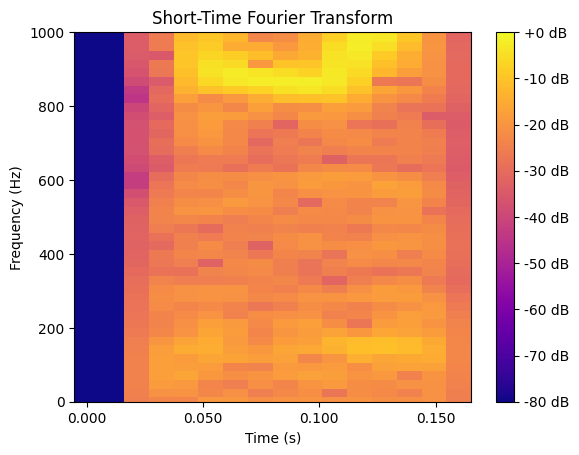 Short-Time Fourier Transform
1000
800
600
400
200
0
Frequency (Hz)
0.000
0.050
0.100
0.150
Time (s)
+0 dB
-10 dB
-20 dB
-30 dB
-40 dB
-50 dB
-60 dB
-70 dB
-80 dB